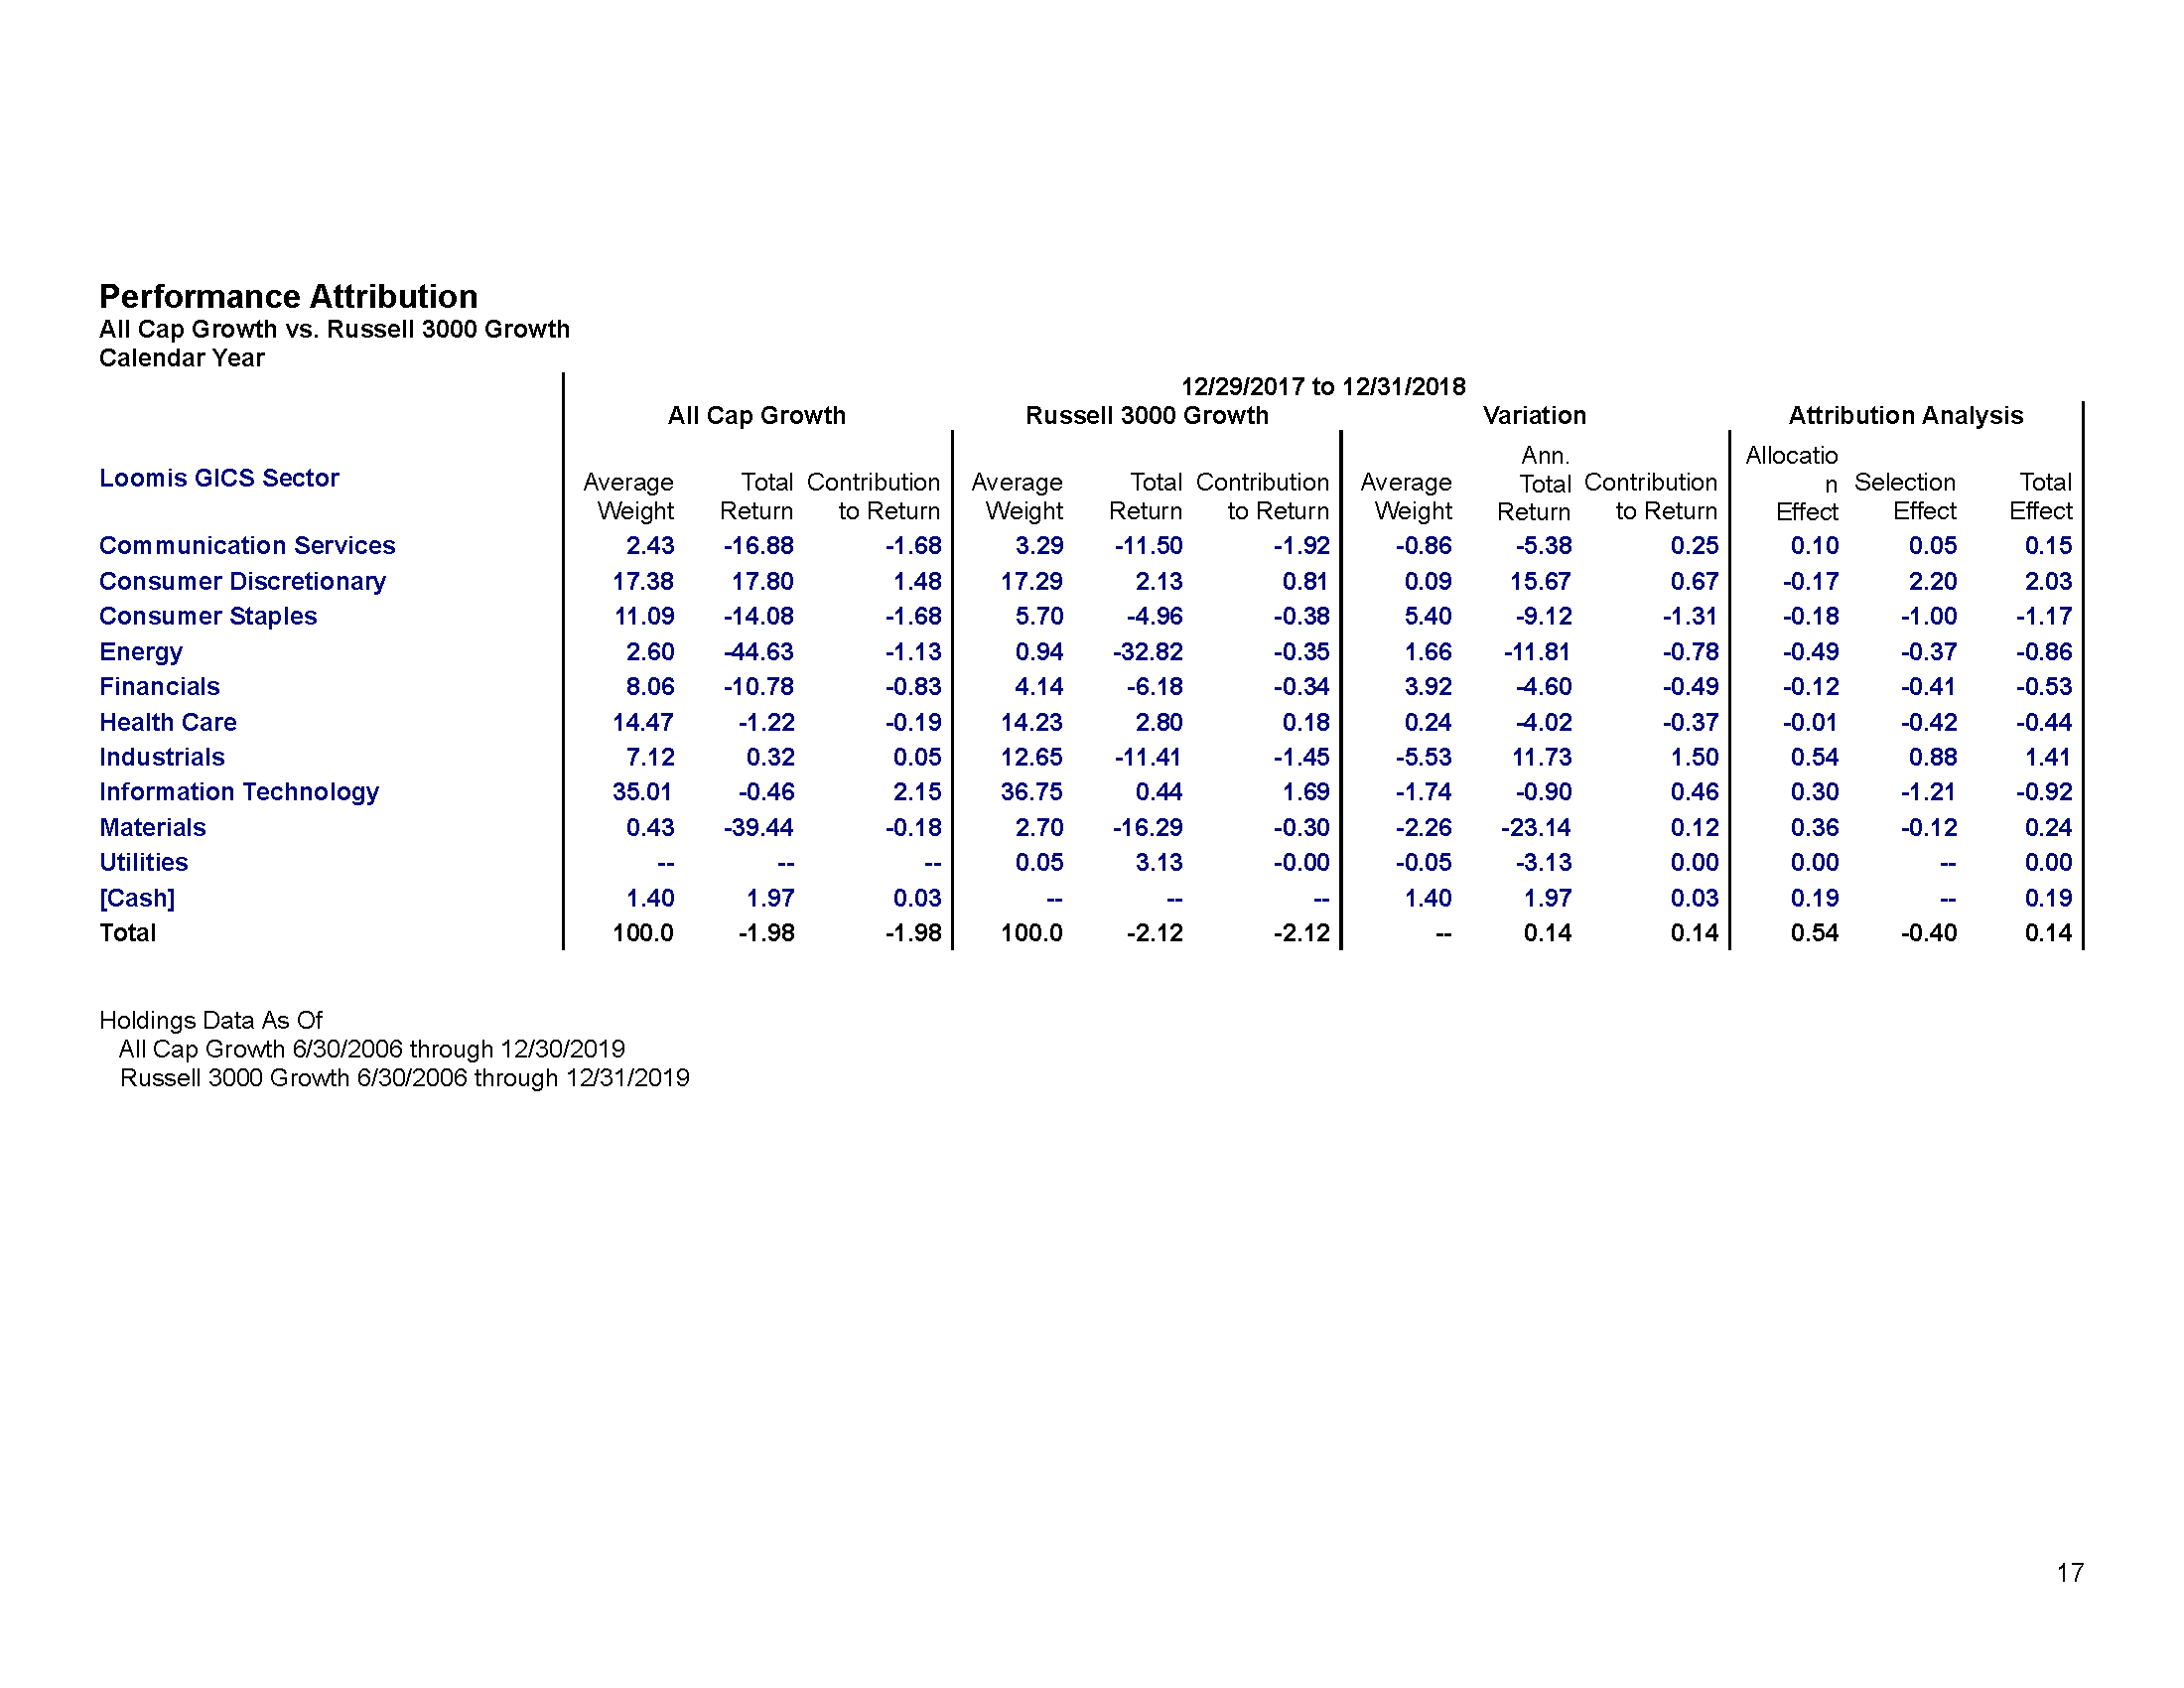 Performance Attribution
All Cap Growth vs. Russell 3000 Growth
Calendar Year
12/29/2017 to 12/31/2018
All Cap Growth Russell 3000 Growth Variation Attribution Analysis
Loomis GICS Sector Average Weight Total Return Contribution to Return Average Weight Total Return Contribution to Return Average Weight Ann. Total Return Contribution to Return Allocatio n Effect Selection Effect Total Effect
Communication Services 2.43 -16.88 -1.68 3.29 -11.50 -1.92 -0.86 -5.38 0.25 0.10 0.05 0.15
Consumer Discretionary 17.38 17.80 1.48 17.29 2.13 0.81 0.09 15.67 0.67 -0.17 2.20 2.03
Consumer Staples 11.09 -14.08 -1.68 5.70 -4.96 -0.38 5.40 -9.12 -1.31 -0.18 -1.00 -1.17
Energy 2.60 -44.63 -1.13 0.94 -32.82 -0.35 1.66 -11.81 -0.78 -0.49 -0.37 -0.86
Financials 8.06 -10.78 -0.83 4.14 -6.18 -0.34 3.92 -4.60 -0.49 -0.12 -0.41 -0.53
Health Care 14.47 -1.22 -0.19 14.23 2.80 0.18 0.24 -4.02 -0.37 -0.01 -0.42 -0.44
Industrials 7.12 0.32 0.05 12.65 -11.41 -1.45 -5.53 11.73 1.50 0.54 0.88 1.41
Information Technology 35.01 -0.46 2.15 36.75 0.44 1.69 -1.74 -0.90 0.46 0.30 -1.21 -0.92
Materials 0.43 -39.44 -0.18 2.70 -16.29 -0.30 -2.26 -23.14 0.12 0.36 -0.12 0.24
Utilities -- -- -- 0.05 3.13 -0.00 -0.05 -3.13 0.00 0.00 -- 0.00
[Cash] 1.40 1.97 0.03 -- -- -- 1.40 1.97 0.03 0.19 -- 0.19
Total 100.0 -1.98 -1.98 100.0 -2.12 -2.12 -- 0.14 0.14 0.54 -0.40 0.14
Holdings Data As Of
All Cap Growth 6/30/2006 through 12/30/2019
Russell 3000 Growth 6/30/2006 through 12/31/2019
17